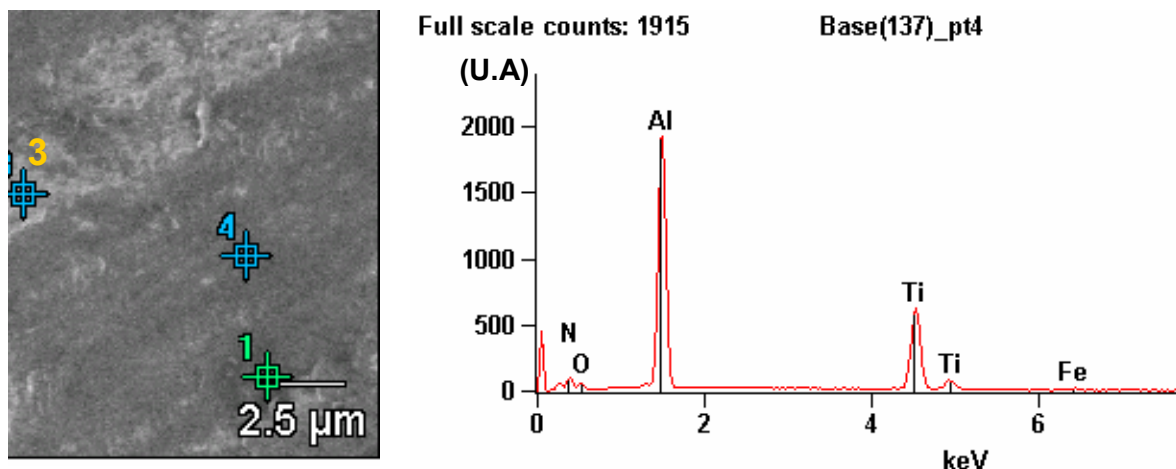 3
4
1
2.5 µm
Full scale counts: 1915
Base(137)_pt4
(U.A)
2000
1500
1000
500
0
Al
Ti
N
O
Ti
Fe
0
2
4
6
keV